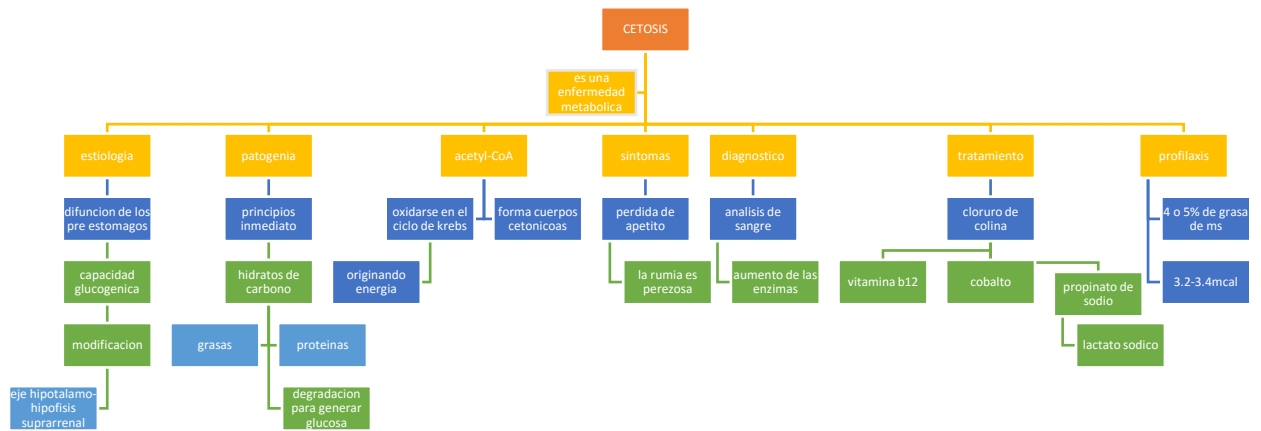 CETOSIS
es una
enfermedad
metabolica
estiologia
patogenia
acetyl-CoA
sintomas
diagnostico
tratamiento
profilaxis
difuncion de los
pre estomagos
principios
inmediato
oxidarse en el
ciclo de krebs
forma cuerpos
cetonicoas
perdida de
apetito
analisis de
sangre
cloruro de
colina
4 o 5% de grasa
de ms
capacidad
glucogenica
hidratos de
carbono
originando
energia
la rumia es
perezosa
aumento de las
enzimas
vitamina b12
cobalto
propinato de
sodio
3.2-3.4mcal
modificacion
grasas
proteinas
lactato sodico
eje hipotalamo-
hipofisis
suprarrenal
degradacion
para generar
glucosa